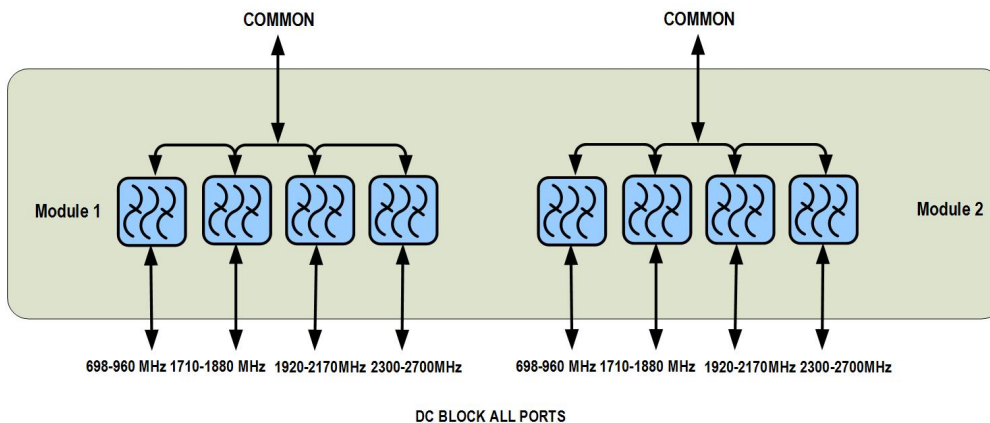 COMMON COMMON
Module 1 Module 2
698-960 MHz 1710-1880 MHz 1920-2170MHz 2300-2700MHz 698-960 MHz 1710-1880 MHz 1920-2170MHz 2300-2700MHz
DC BLOCK ALL PORTS